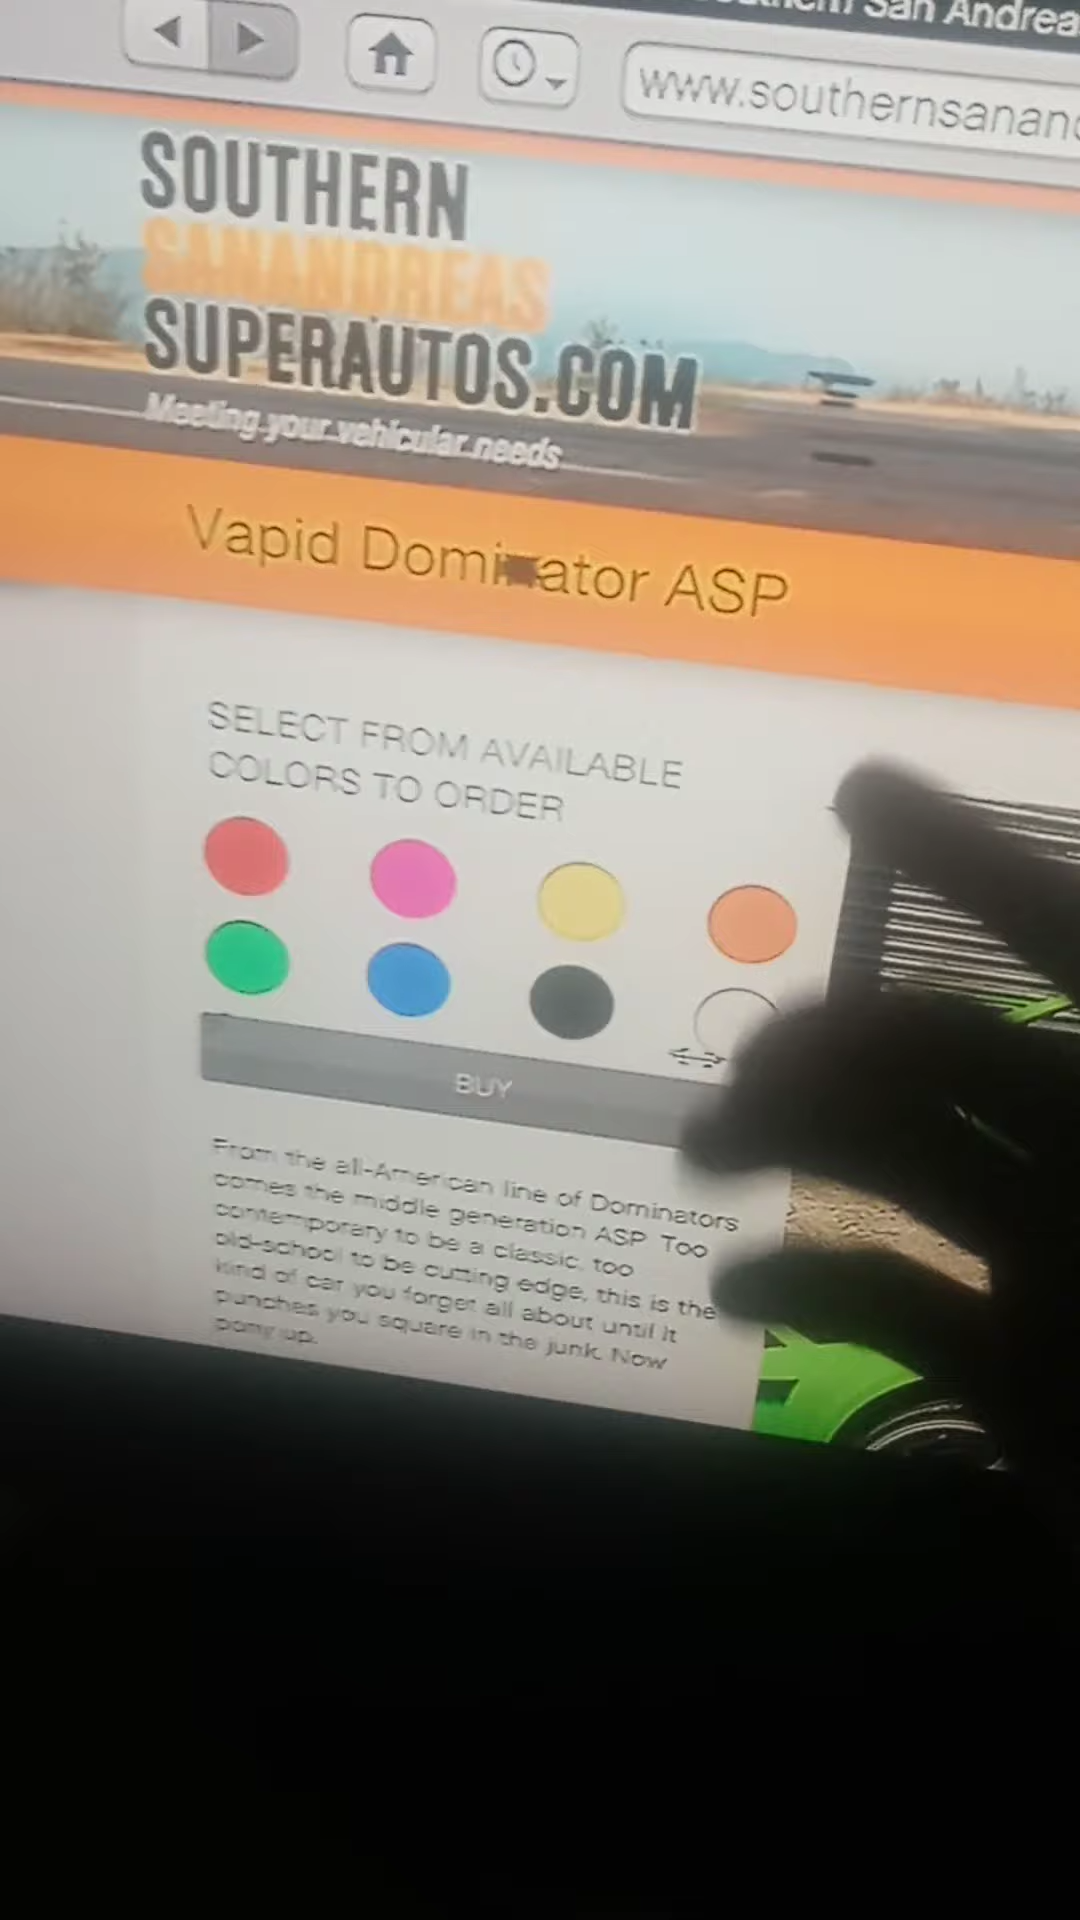 San Andrea
www.southernsanand
SOUTHERN
SANANDREAS
SUPERAUTOS.COM
Meeting your vehicular needs
Vapid Dominator ASP
SELECT FROM AVAILABLE
COLORS TO ORDER
BUY
From the all-American line of Dominators
comes the middle generation ASP. Too
contemporary to be a classic, too
old-school to be cutting edge, this is the
kind of car you forget all about until it
punches you square in the junk. Now
pony up.